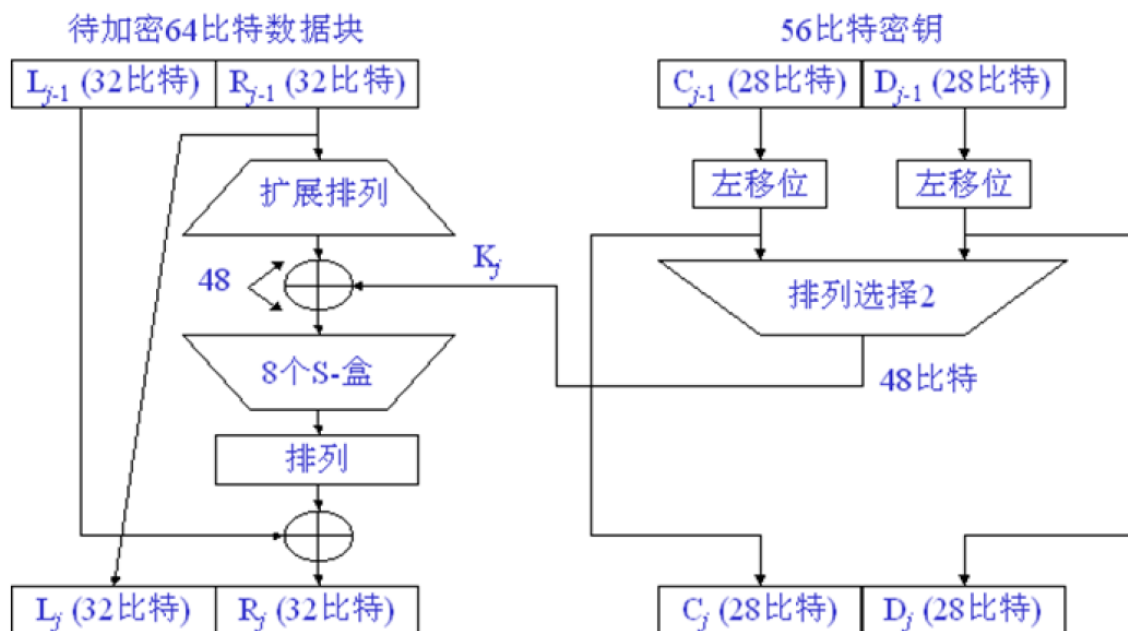 待加密64比特数据块
56比特密钥
Lj-1 (32比特) Rj-1 (32比特)
Cj-1 (28比特) Dj-1 (28比特)
扩展排列
左移位 左移位
48
Kj
排列选择2
8个S-盒
48比特
排列
Lj (32比特) Rj (32比特)
Cj (28比特) Dj (28比特)